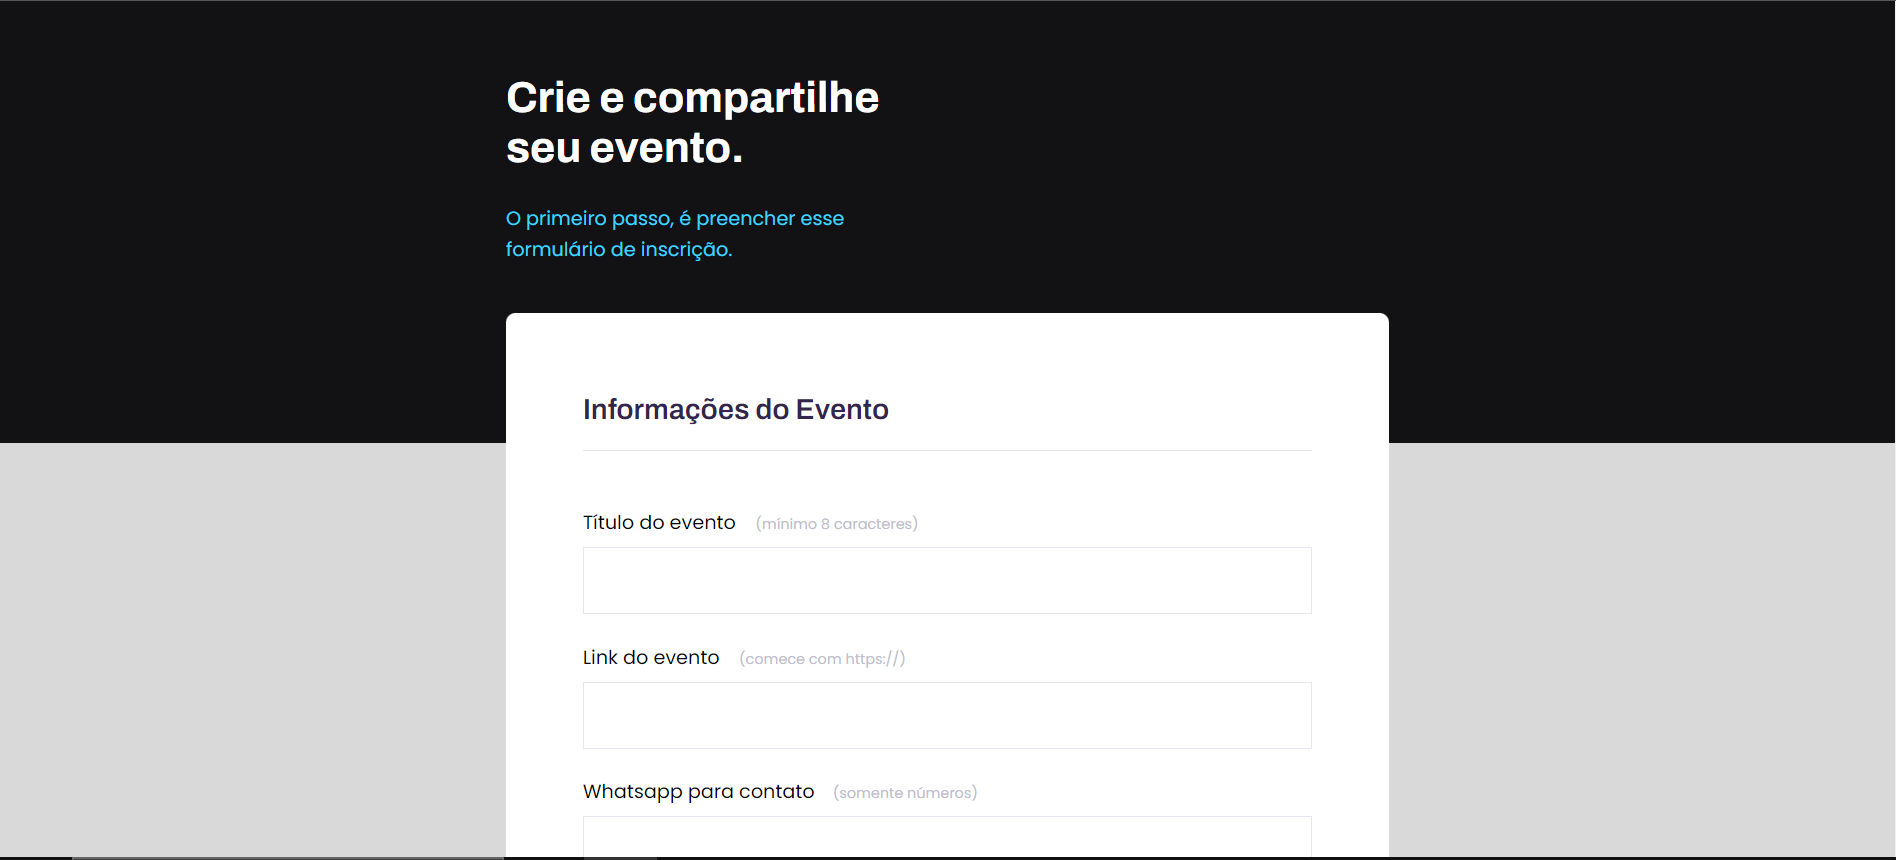 Crie e compartilhe
seu evento.
O primeiro passo, é preencher esse
formulário de inscrição.
Informações do Evento
Título do evento (mínimo 8 caracteres)
Link do evento (comece com https://)
Whatsapp para contato (somente números)